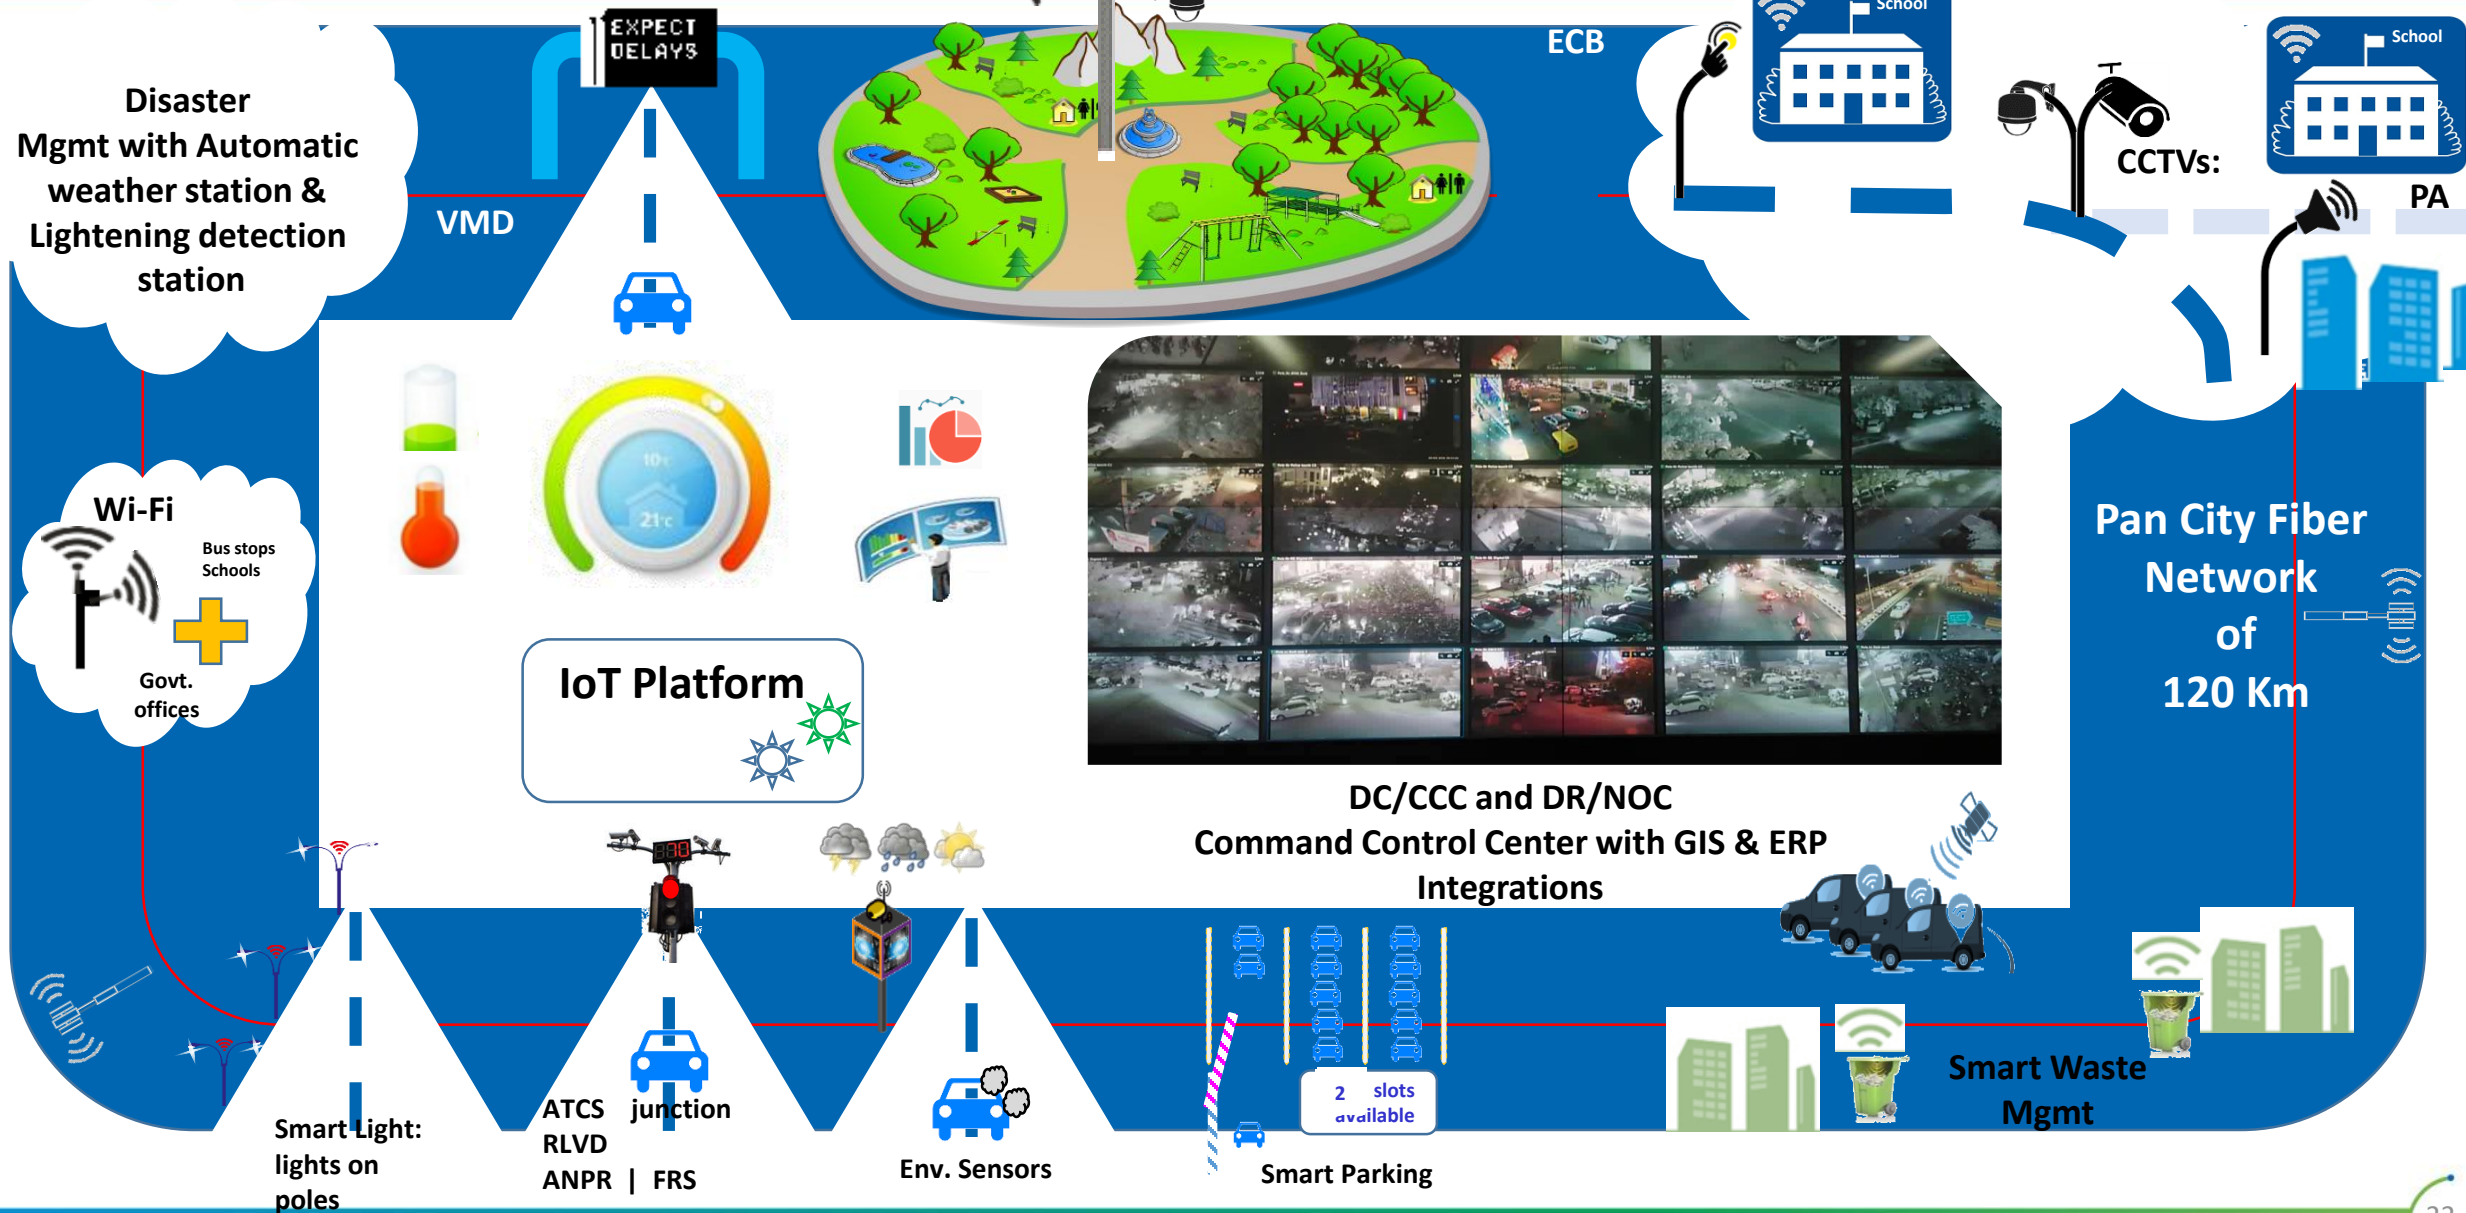 EXPECT
DELAYS
ECB
School
School
Disaster
Mgmt with Automatic
weather station &
Lightening detection
station
VMD
CCTVs:
PA
Wi-Fi
Bus stops
Schools
Govt.
offices
10c
21c
IoT Platform
Pan City Fiber
Network
of
120 Km
DC/CCC and DR/NOC
Command Control Center with GIS & ERP
Integrations
Smart Light:
lights on
poles
ATCS junction
RLVD
ANPR | FRS
Env. Sensors
2 slots
available
Smart Parking
Smart Waste
Mgmt